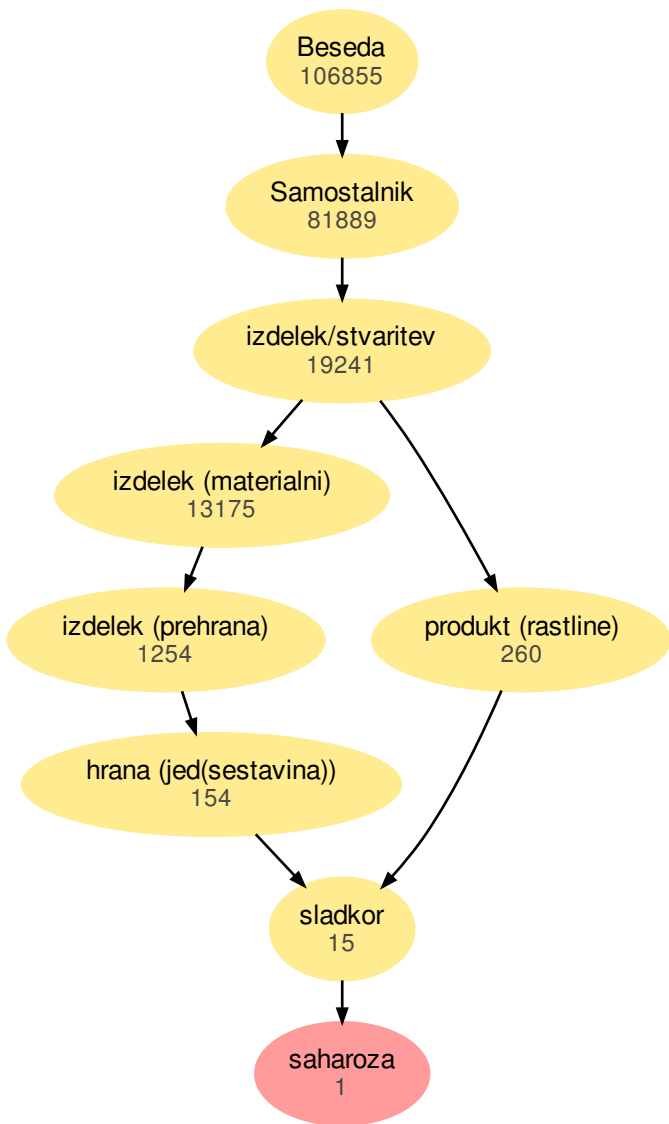 Beseda
106855
Samostalnik
81889
izdelek/stvaritev
19241
izdelek (materialni)
13175
izdelek (prehrana)
1254
produkt (rastline)
260
hrana (jed(sestavina))
154
sladkor
15
saharoza
1